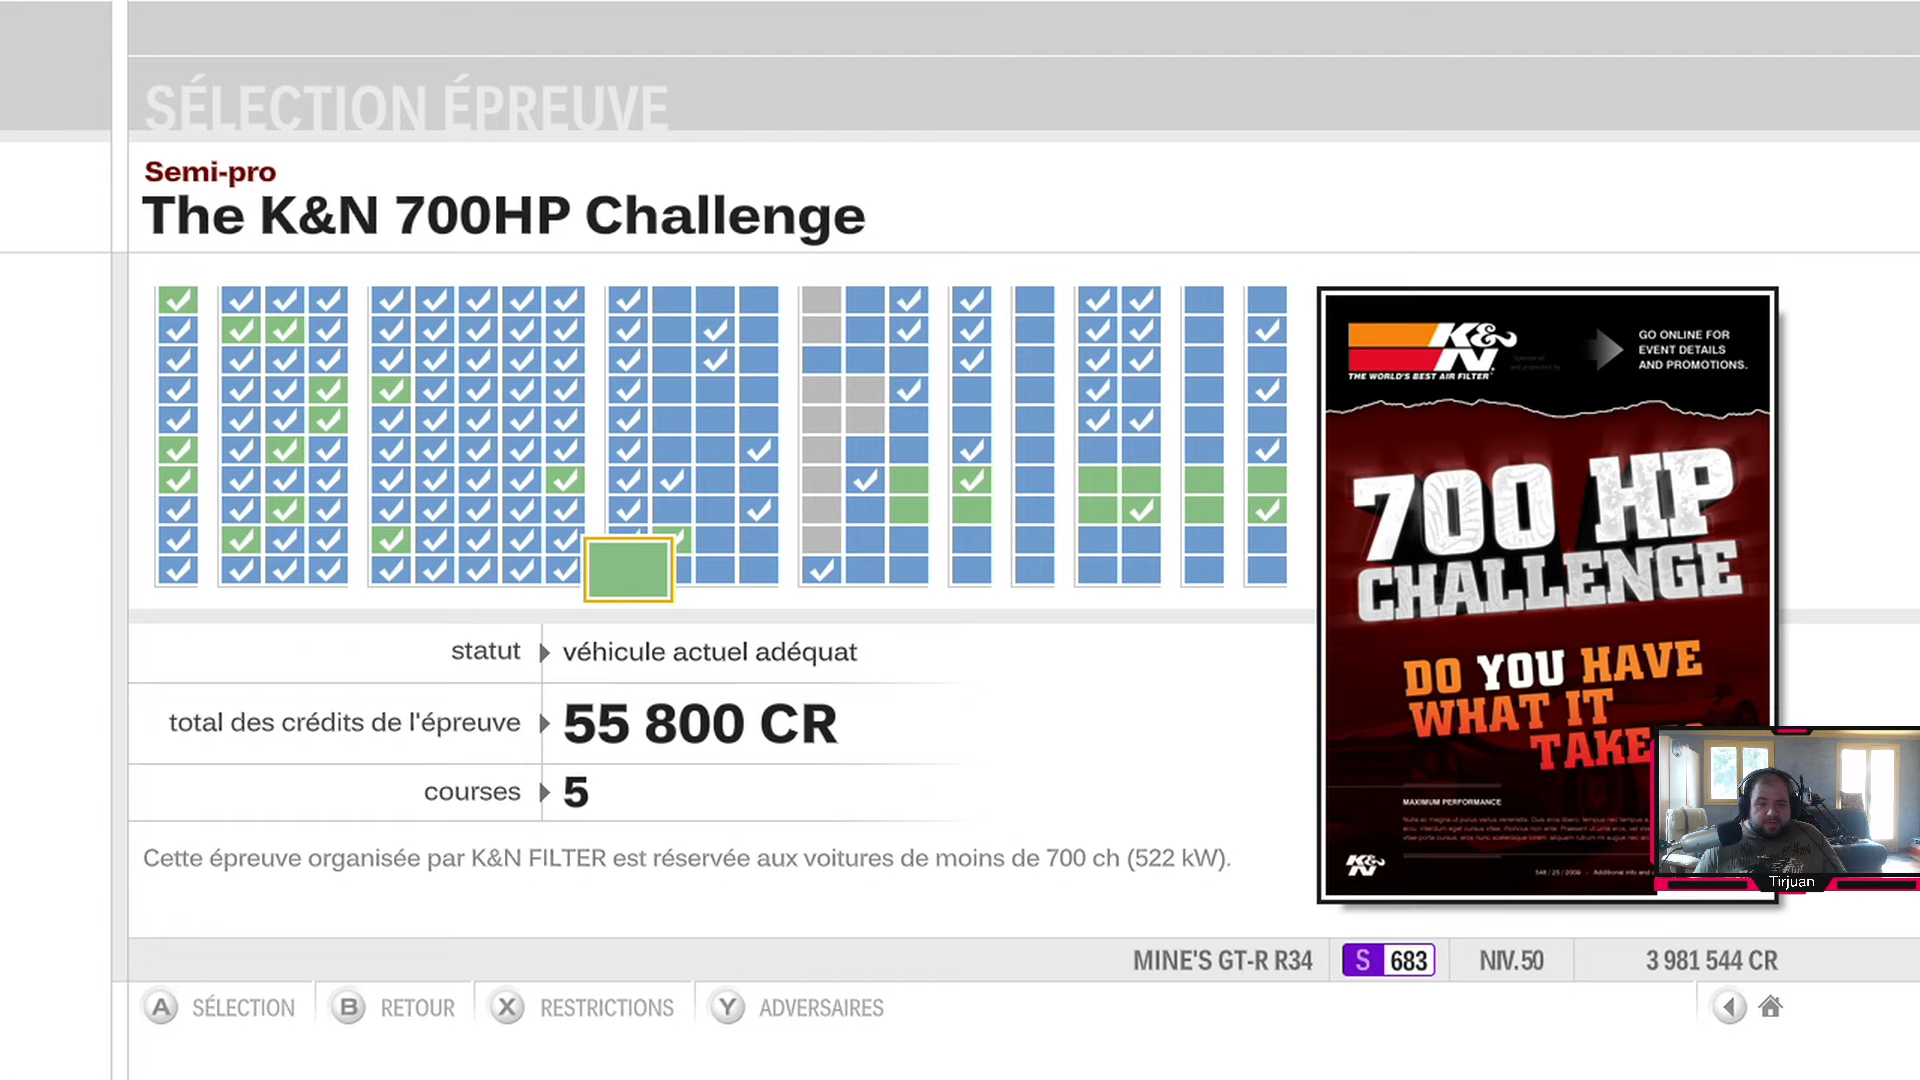 SÉLECTION ÉPREUVE
Semi-pro
The K&N 700HP Challenge
K&N
THE WORLD'S BEST AIR FILTER
GO ONLINE FOR
EVENT DETAILS
AND PROMOTIONS.
700 HP
CHALLENGE
DO YOU HAVE
WHAT IT
TAKE
MAXIMUM PERFORMANCE
K&N
statut
véhicule actuel adéquat
total des crédits de l'épreuve
55 800 CR
courses
5
Cette épreuve organisée par K&N FILTER est réservée aux voitures de moins de 700 ch (522 kW).
Tirjuan
MINE'S GT-R R34
S 683
NIV.50
3 981 544 CR
A SÉLECTION
B RETOUR
X RESTRICTIONS
Y ADVERSAIRES